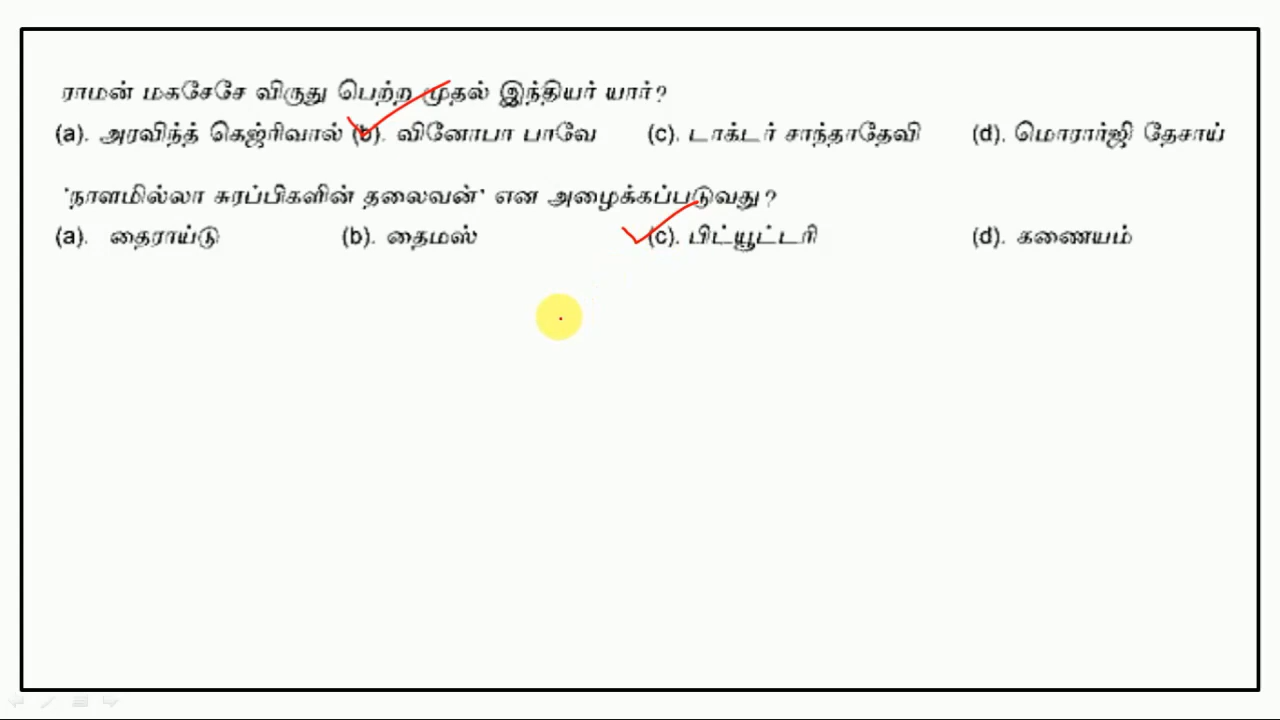 ராமன் மகசேசே விருது பெற்ற முதல் இந்தியர் யார்?
(a). அரவிந்த் கெஜ்ரிவால் (b). வினோபா பாவே (c). டாக்டர் சாந்தாதேவி (d). மொரார்ஜி தேசாய்
'நாளமில்லா சுரப்பிகளின் தலைவன்' என அழைக்கப்படுவது?
(a). தைராய்டு (b). தைமஸ் (c). பிட்யூட்டரி (d). கணையம்